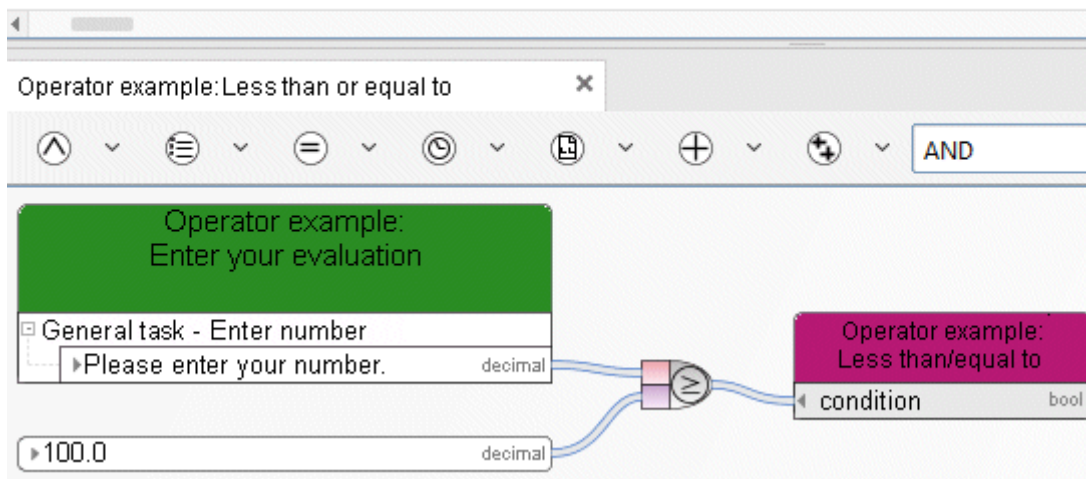 Operator example:Less than or equal to
AND
Operator example:
Enter your evaluation
General task - Enter number
Please enter your number. decimal
100.0 decimal
≥
Operator example:
Less than/equal to
condition bool